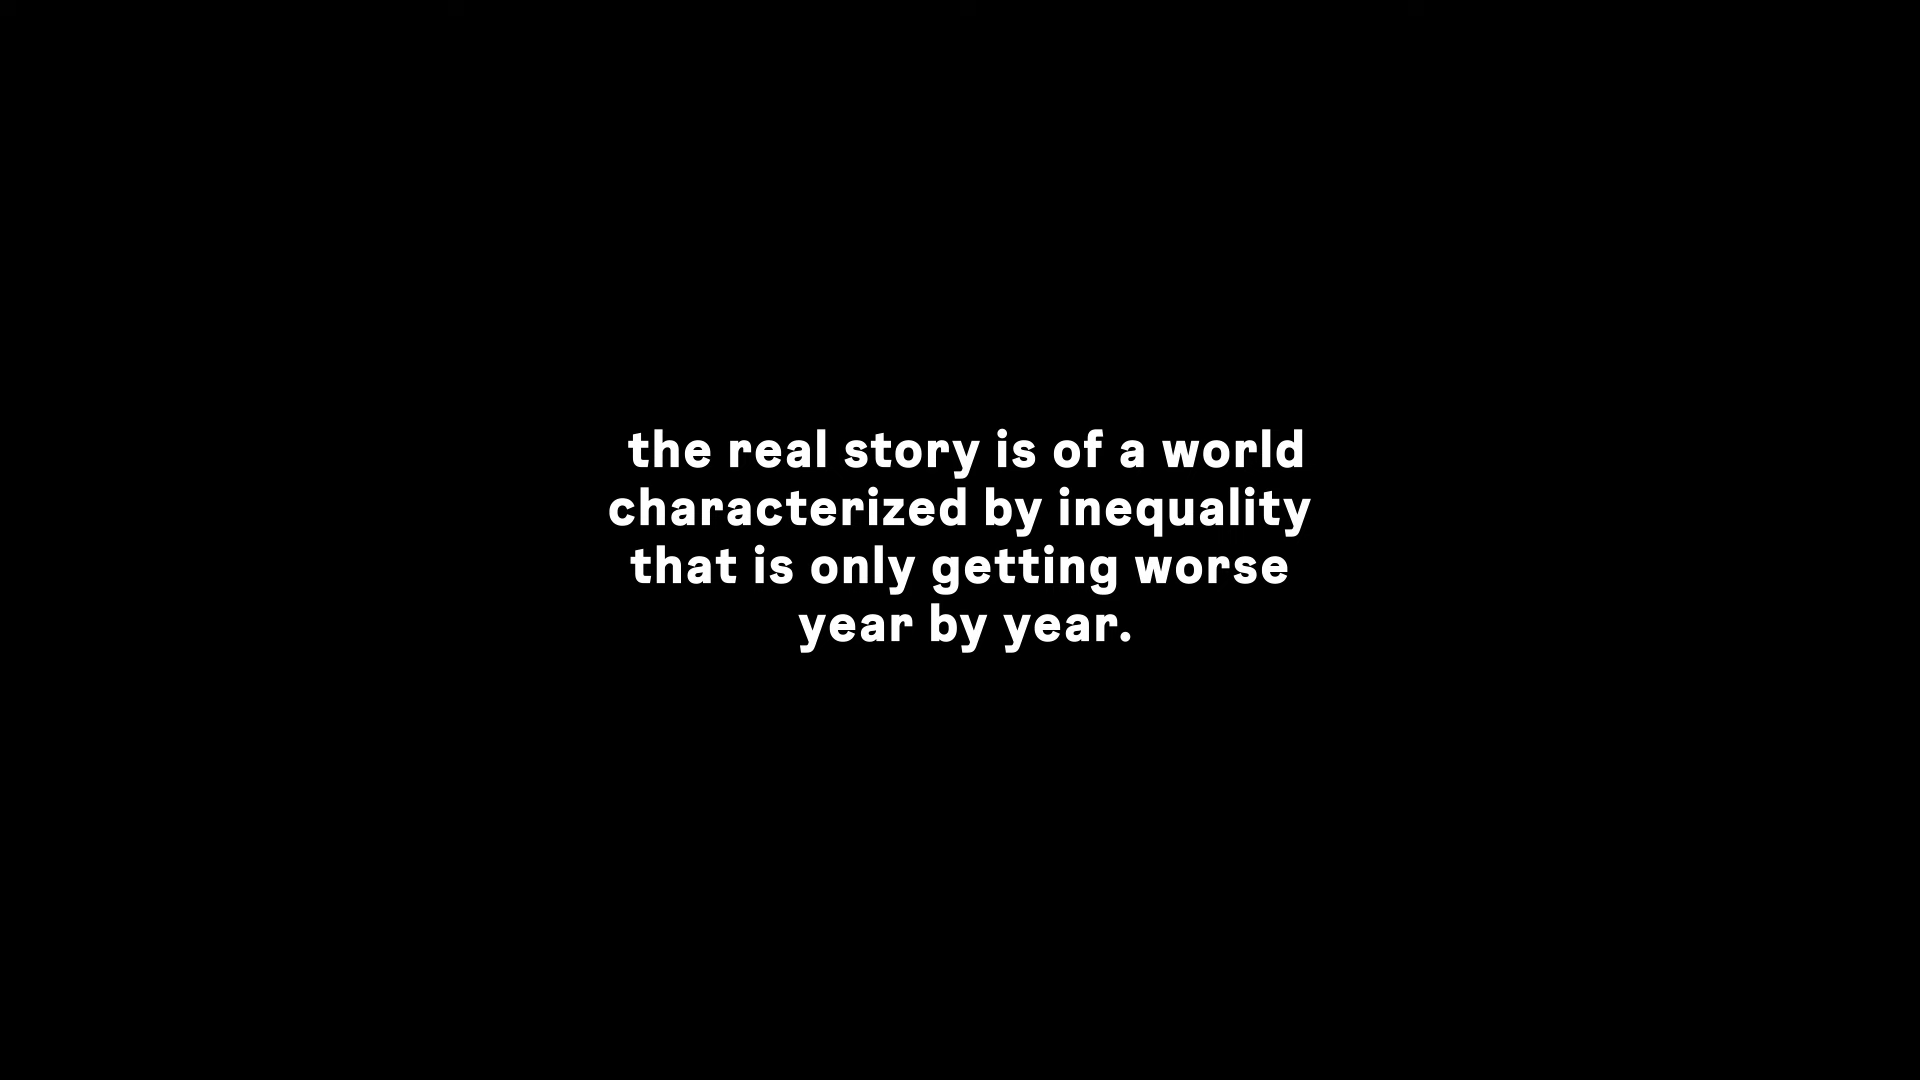 the real story is of a world
characterized by inequality
that is only getting worse
year by year.